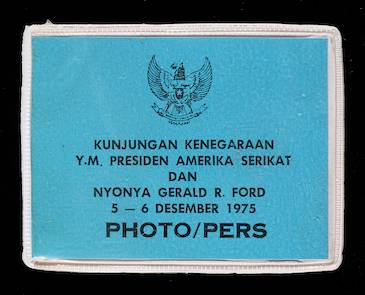 KUNJUNGAN KENEGARAAN
Y.M. PRESIDEN AMERIKA SERIKAT
DAN
NYONYA GERALD R. FORD
5 — 6 DESEMBER 1975
PHOTO/PERS